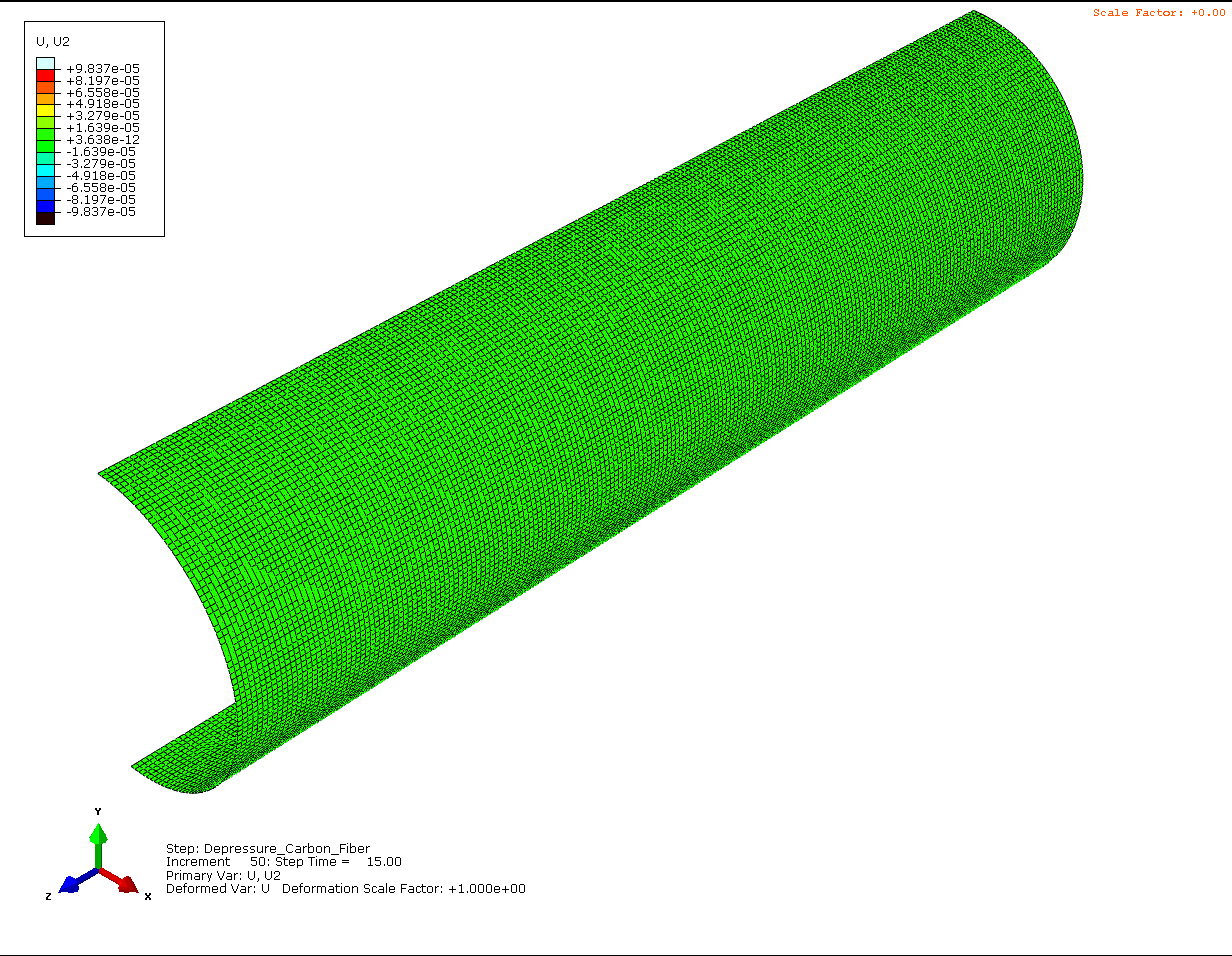 Scale Factor: +0.00
U, U2
+9.837e-05
+8.197e-05
+6.558e-05
+4.918e-05
+3.279e-05
+1.639e-05
+3.638e-12
-1.639e-05
-3.279e-05
-4.918e-05
-6.558e-05
-8.197e-05
-9.837e-05
Y
Z
X
Step: Depressure_Carbon_Fiber
Increment 50: Step Time = 15.00
Primary Var: U, U2
Deformed Var: U Deformation Scale Factor: +1.000e+00